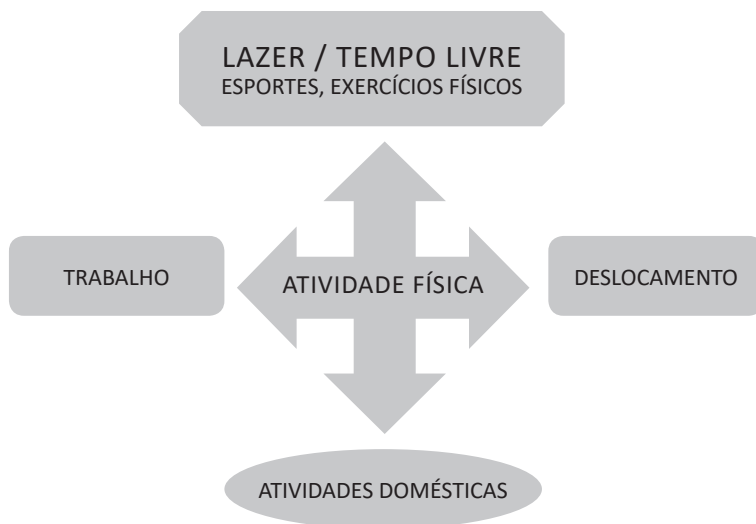 LAZER / TEMPO LIVRE
ESPORTES, EXERCÍCIOS FÍSICOS
TRABALHO
ATIVIDADE FÍSICA
DESLOCAMENTO
ATIVIDADES DOMÉSTICAS